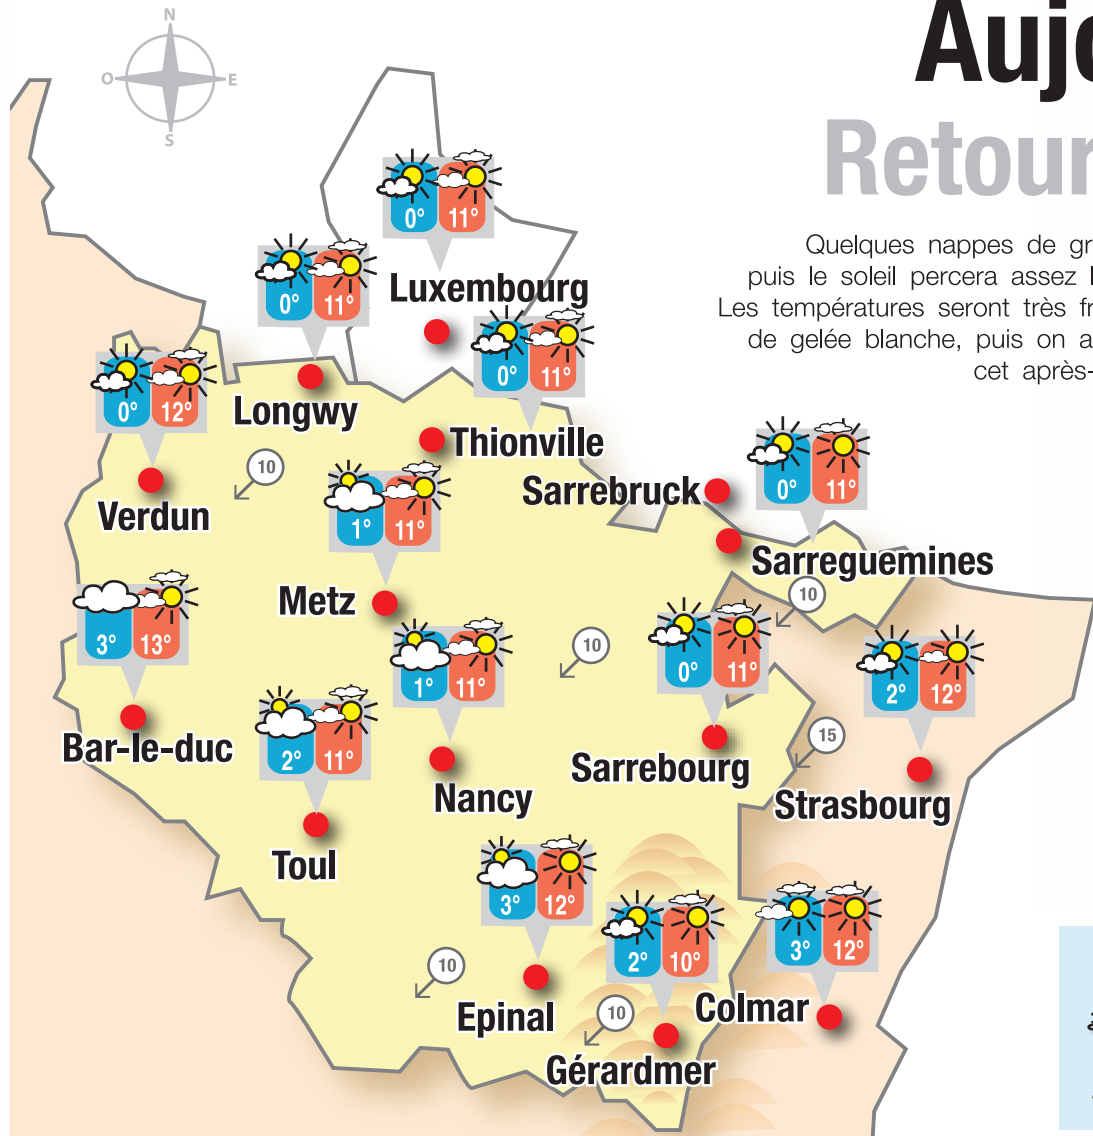 N
O E
S
Aujo
Retour
Quelques nappes de gr
puis le soleil percera assez
Les températures seront très fr
de gelée blanche, puis on a
cet après-
0° 11°
Luxembourg
0° 11°
Longwy
0° 11°
Thionville
0° 12°
Verdun
10
1° 11°
Metz
Sarrebruck
0° 11°
Sarreguemines
10
3° 13°
Bar-le-duc
1° 11°
Nancy
10
0° 11°
Sarrebourg
2° 12°
Strasbourg
15
2° 11°
Toul
3° 12°
Epinal
10
2° 10°
Gérardmer
10
3° 12°
Colmar